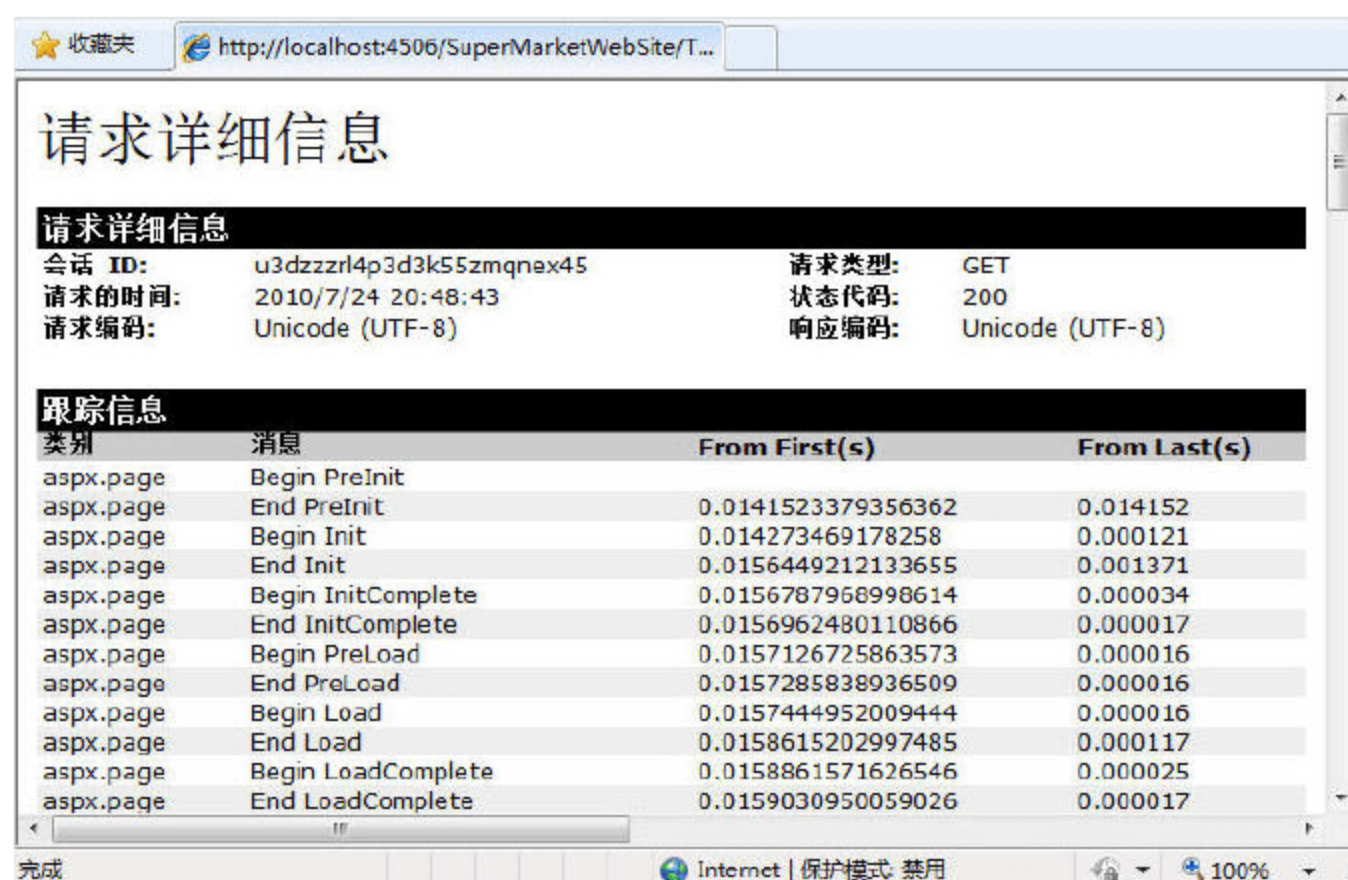 收藏夹 http://localhost:4506/SuperMarketWebSite/T...
请求详细信息
请求详细信息
会话 ID: u3dzzzrl4p3d3k55zmqnex45 请求类型: GET
请求的时间: 2010/7/24 20:48:43 状态代码: 200
请求编码: Unicode (UTF-8) 响应编码: Unicode (UTF-8)
跟踪信息
类别 消息 From First(s) From Last(s)
aspx.page Begin PreInit
aspx.page End PreInit 0.0141523379356362 0.014152
aspx.page Begin Init 0.014273469178258 0.000121
aspx.page End Init 0.0156449212133655 0.001371
aspx.page Begin InitComplete 0.0156787968998614 0.000034
aspx.page End InitComplete 0.0156962480110866 0.000017
aspx.page Begin PreLoad 0.0157126725863573 0.000016
aspx.page End PreLoad 0.0157285838936509 0.000016
aspx.page Begin Load 0.0157444952009444 0.000016
aspx.page End Load 0.0158615202997485 0.000117
aspx.page Begin LoadComplete 0.0158861571626546 0.000025
aspx.page End LoadComplete 0.0159030950059026 0.000017
完成 Internet | 保护模式: 禁用 100%